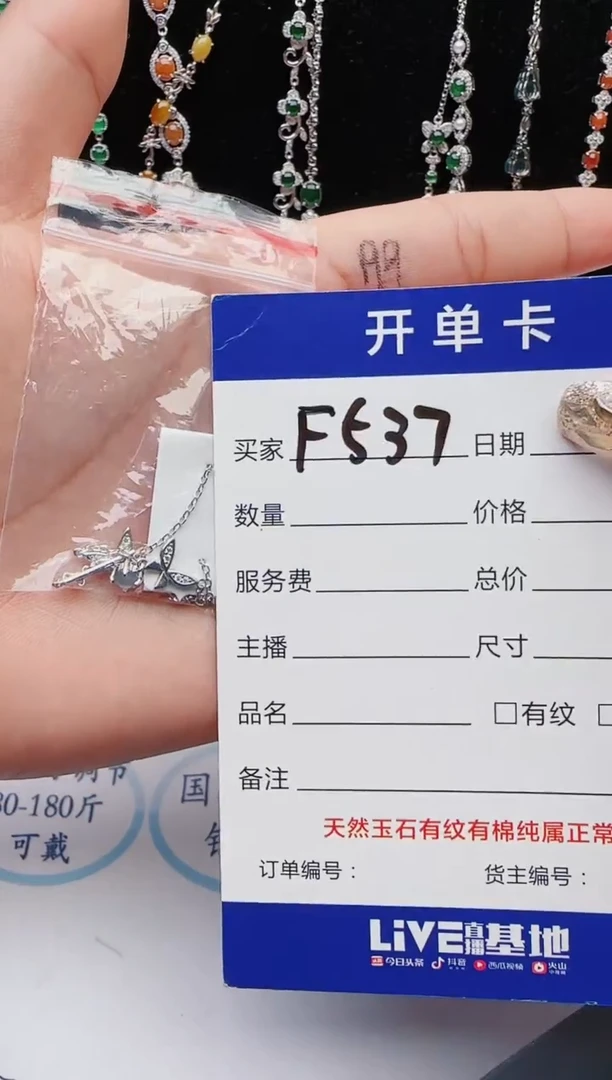 99
开单卡
买家 F537 日期
数量 价格
服务费 总价
主播 尺寸
品名 □有纹 □
备注
天然玉石有纹有棉纯属正常
订单编号： 货主编号：
LiVE直播基地
今日头条 抖音 西瓜视频 火山
调节
80-180斤
可戴
国